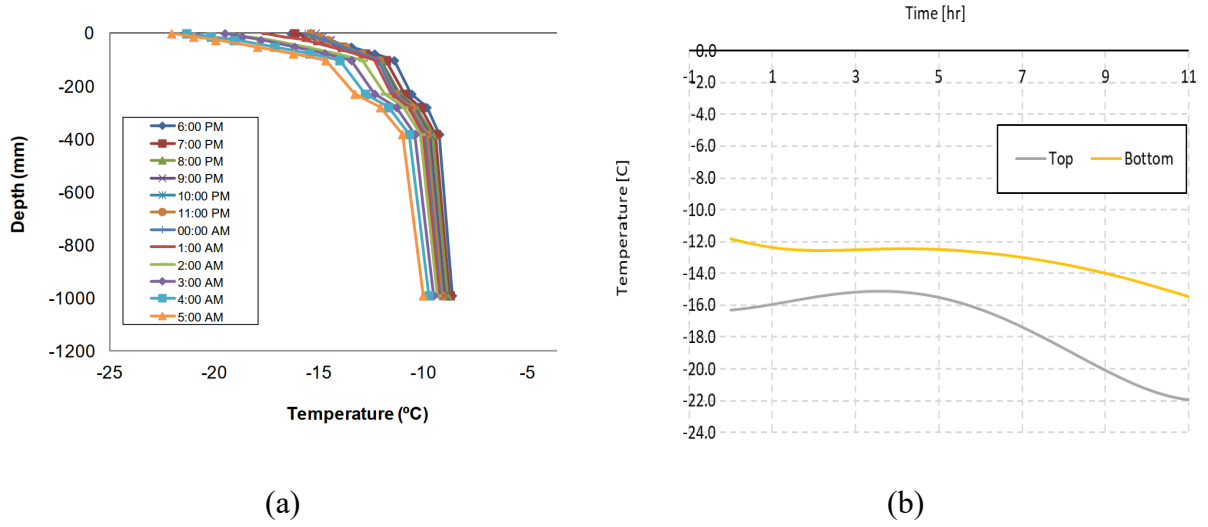 0
-200
-400
-600
-800
-1000
-1200
Depth (mm)
6:00 PM
7:00 PM
8:00 PM
9:00 PM
10:00 PM
11:00 PM
00:00 AM
1:00 AM
2:00 AM
3:00 AM
4:00 AM
5:00 AM
-25 -20 -15 -10 -5
Temperature (ºC)
(a)
Time [hr]
-1 1 3 5 7 9 11
0.0
-2.0
-4.0
-6.0
-8.0
-10.0
-12.0
-14.0
-16.0
-18.0
-20.0
-22.0
-24.0
Temperature [C]
Top Bottom
(b)